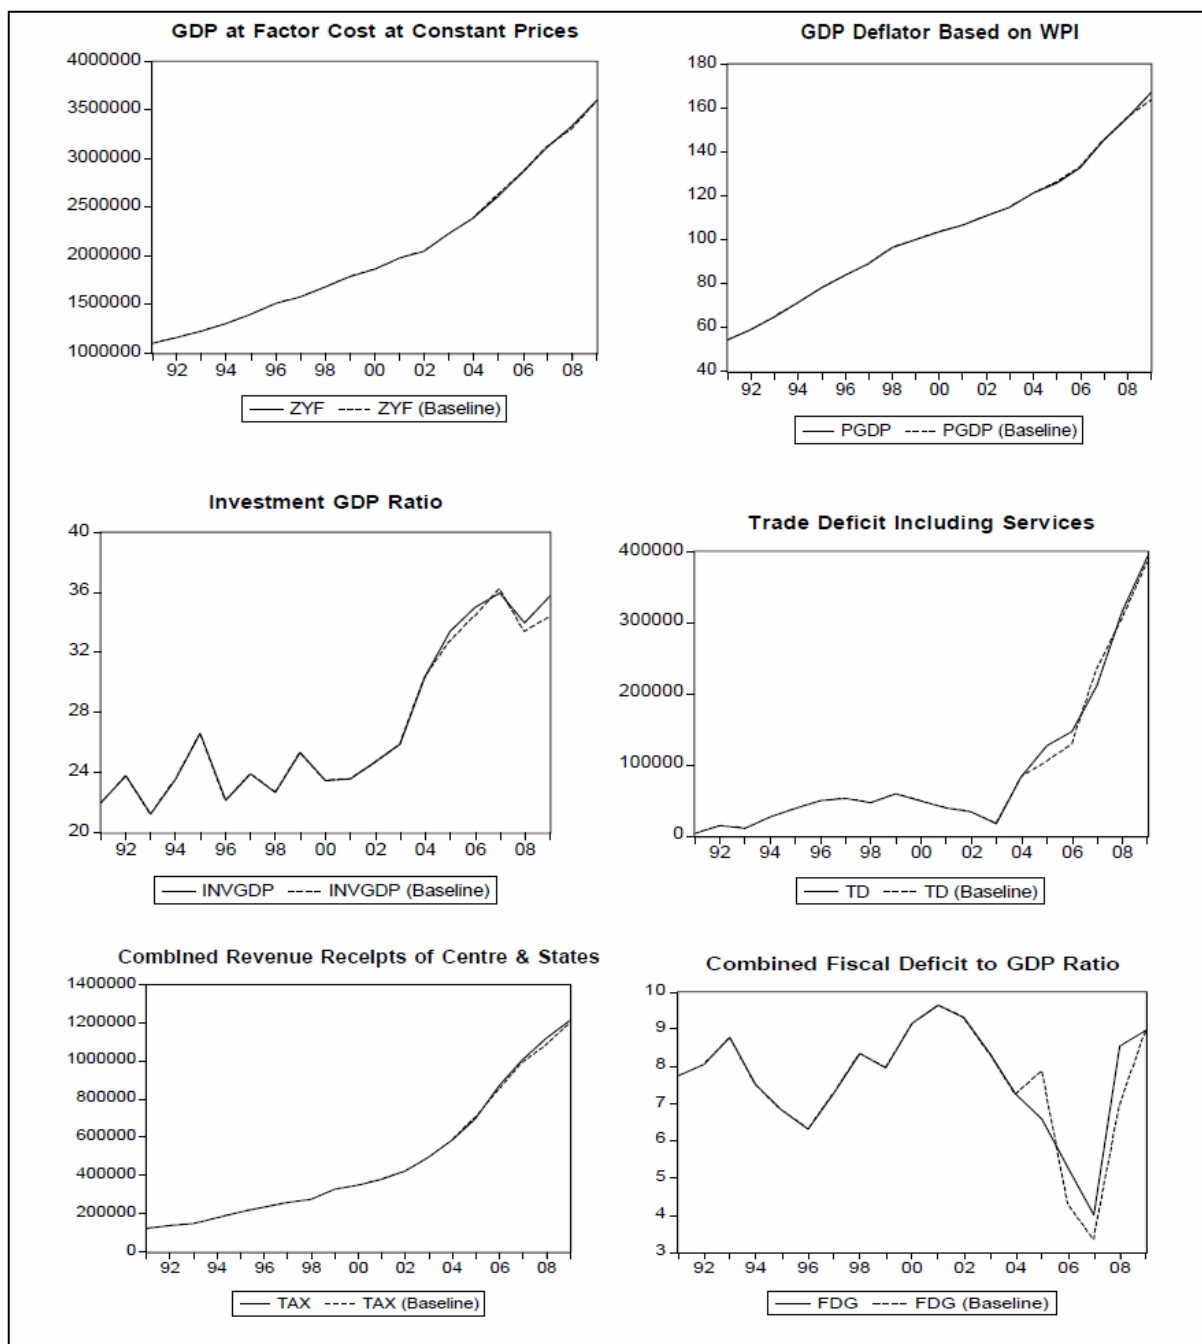 GDP at Factor Cost at Constant Prices
4000000
3500000
3000000
2500000
2000000
1500000
1000000
92 94 96 98 00 02 04 06 08
ZYF ZYF (Baseline)
GDP Deflator Based on WPI
180
160
140
120
100
80
60
40
92 94 96 98 00 02 04 06 08
PGDP PGDP (Baseline)
Investment GDP Ratio
40
36
32
28
24
20
92 94 96 98 00 02 04 06 08
INVGDP INVGDP (Baseline)
Trade Deficit Including Services
400000
300000
200000
100000
0
92 94 96 98 00 02 04 06 08
TD TD (Baseline)
Combined Revenue Receipts of Centre & States
1400000
1200000
1000000
800000
600000
400000
200000
0
92 94 96 98 00 02 04 06 08
TAX TAX (Baseline)
Combined Fiscal Deficit to GDP Ratio
10
9
8
7
6
5
4
3
92 94 96 98 00 02 04 06 08
FDG FDG (Baseline)